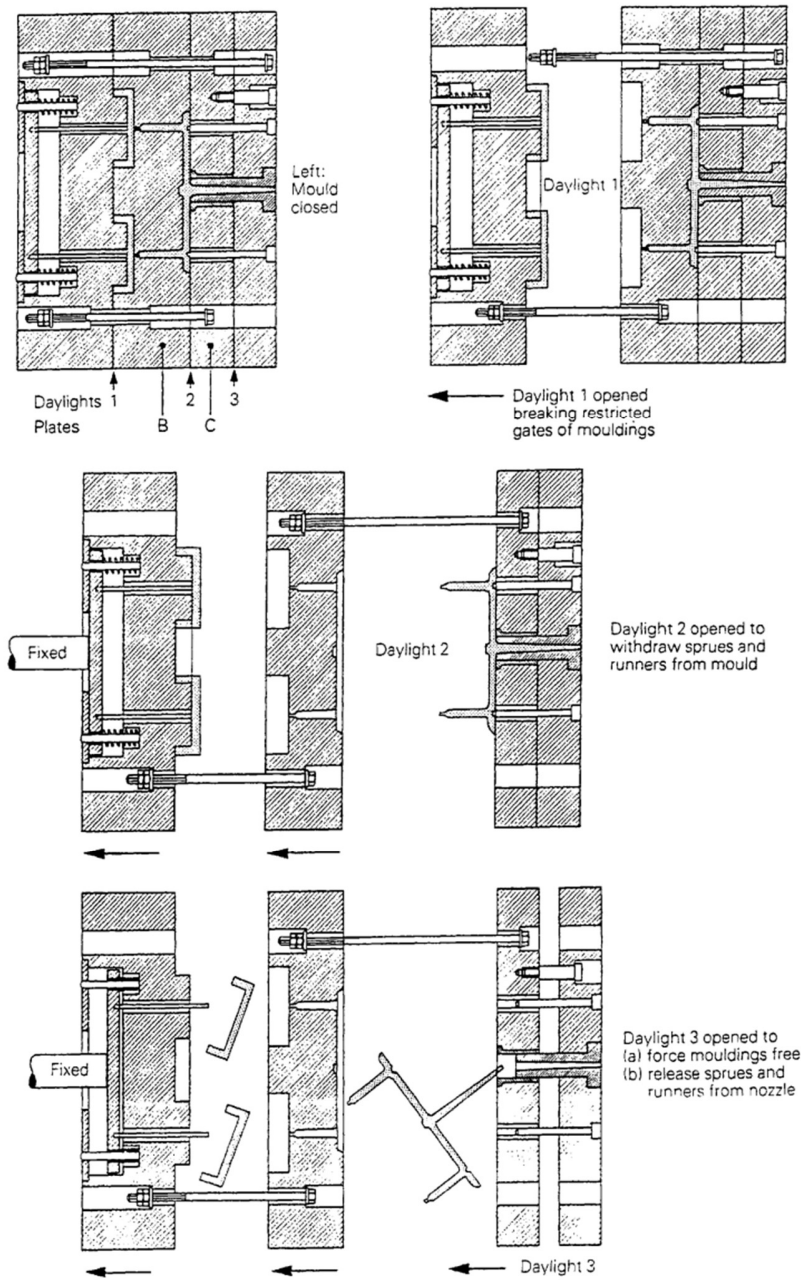 Left:
Mould
closed
Daylights 1 2 3
Plates B C
Daylight 1
Daylight 1 opened
breaking restricted
gates of mouldings
Fixed
Daylight 2
Daylight 2 opened to
withdraw sprues and
runners from mould
Fixed
Daylight 3 opened to
(a) force mouldings free
(b) release sprues and
runners from nozzle
Daylight 3